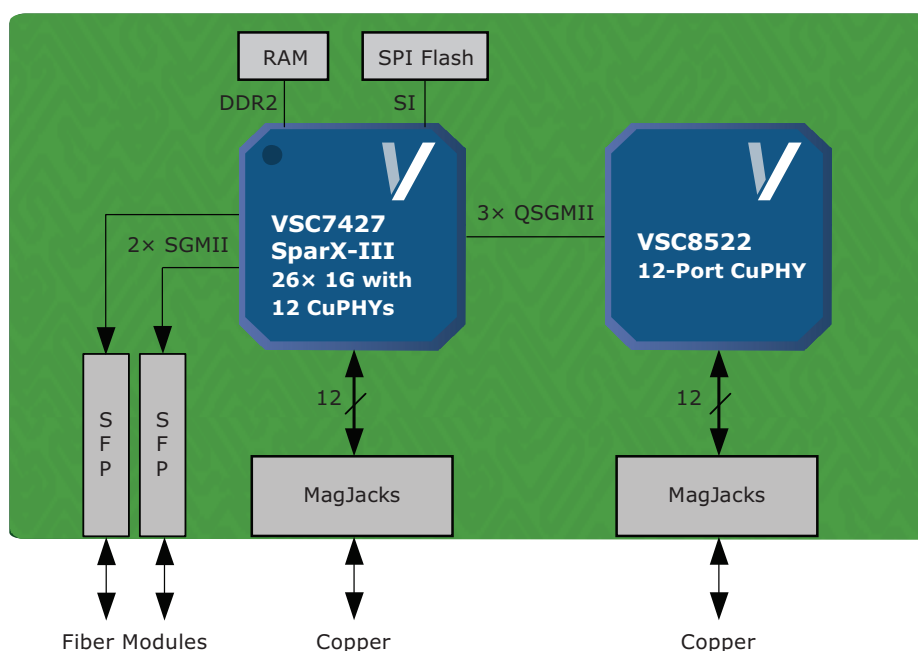 RAM
SPI Flash
DDR2
SI
VSC7427
SparX-III
26× 1G with
12 CuPHYs
3× QSGMII
VSC8522
12-Port CuPHY
2× SGMII
S
F
P
S
F
P
12
12
MagJacks
MagJacks
Fiber Modules
Copper
Copper